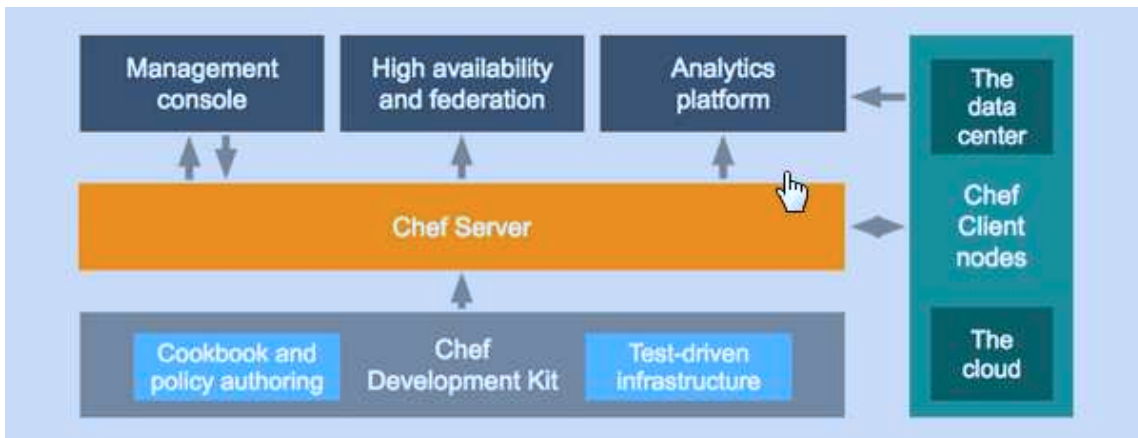 Management
console
High availability
and federation
Analytics
platform
The
data
center
Chef Server
Chef
Client
nodes
Cookbook and
policy authoring
Chef
Development Kit
Test-driven
infrastructure
The
cloud